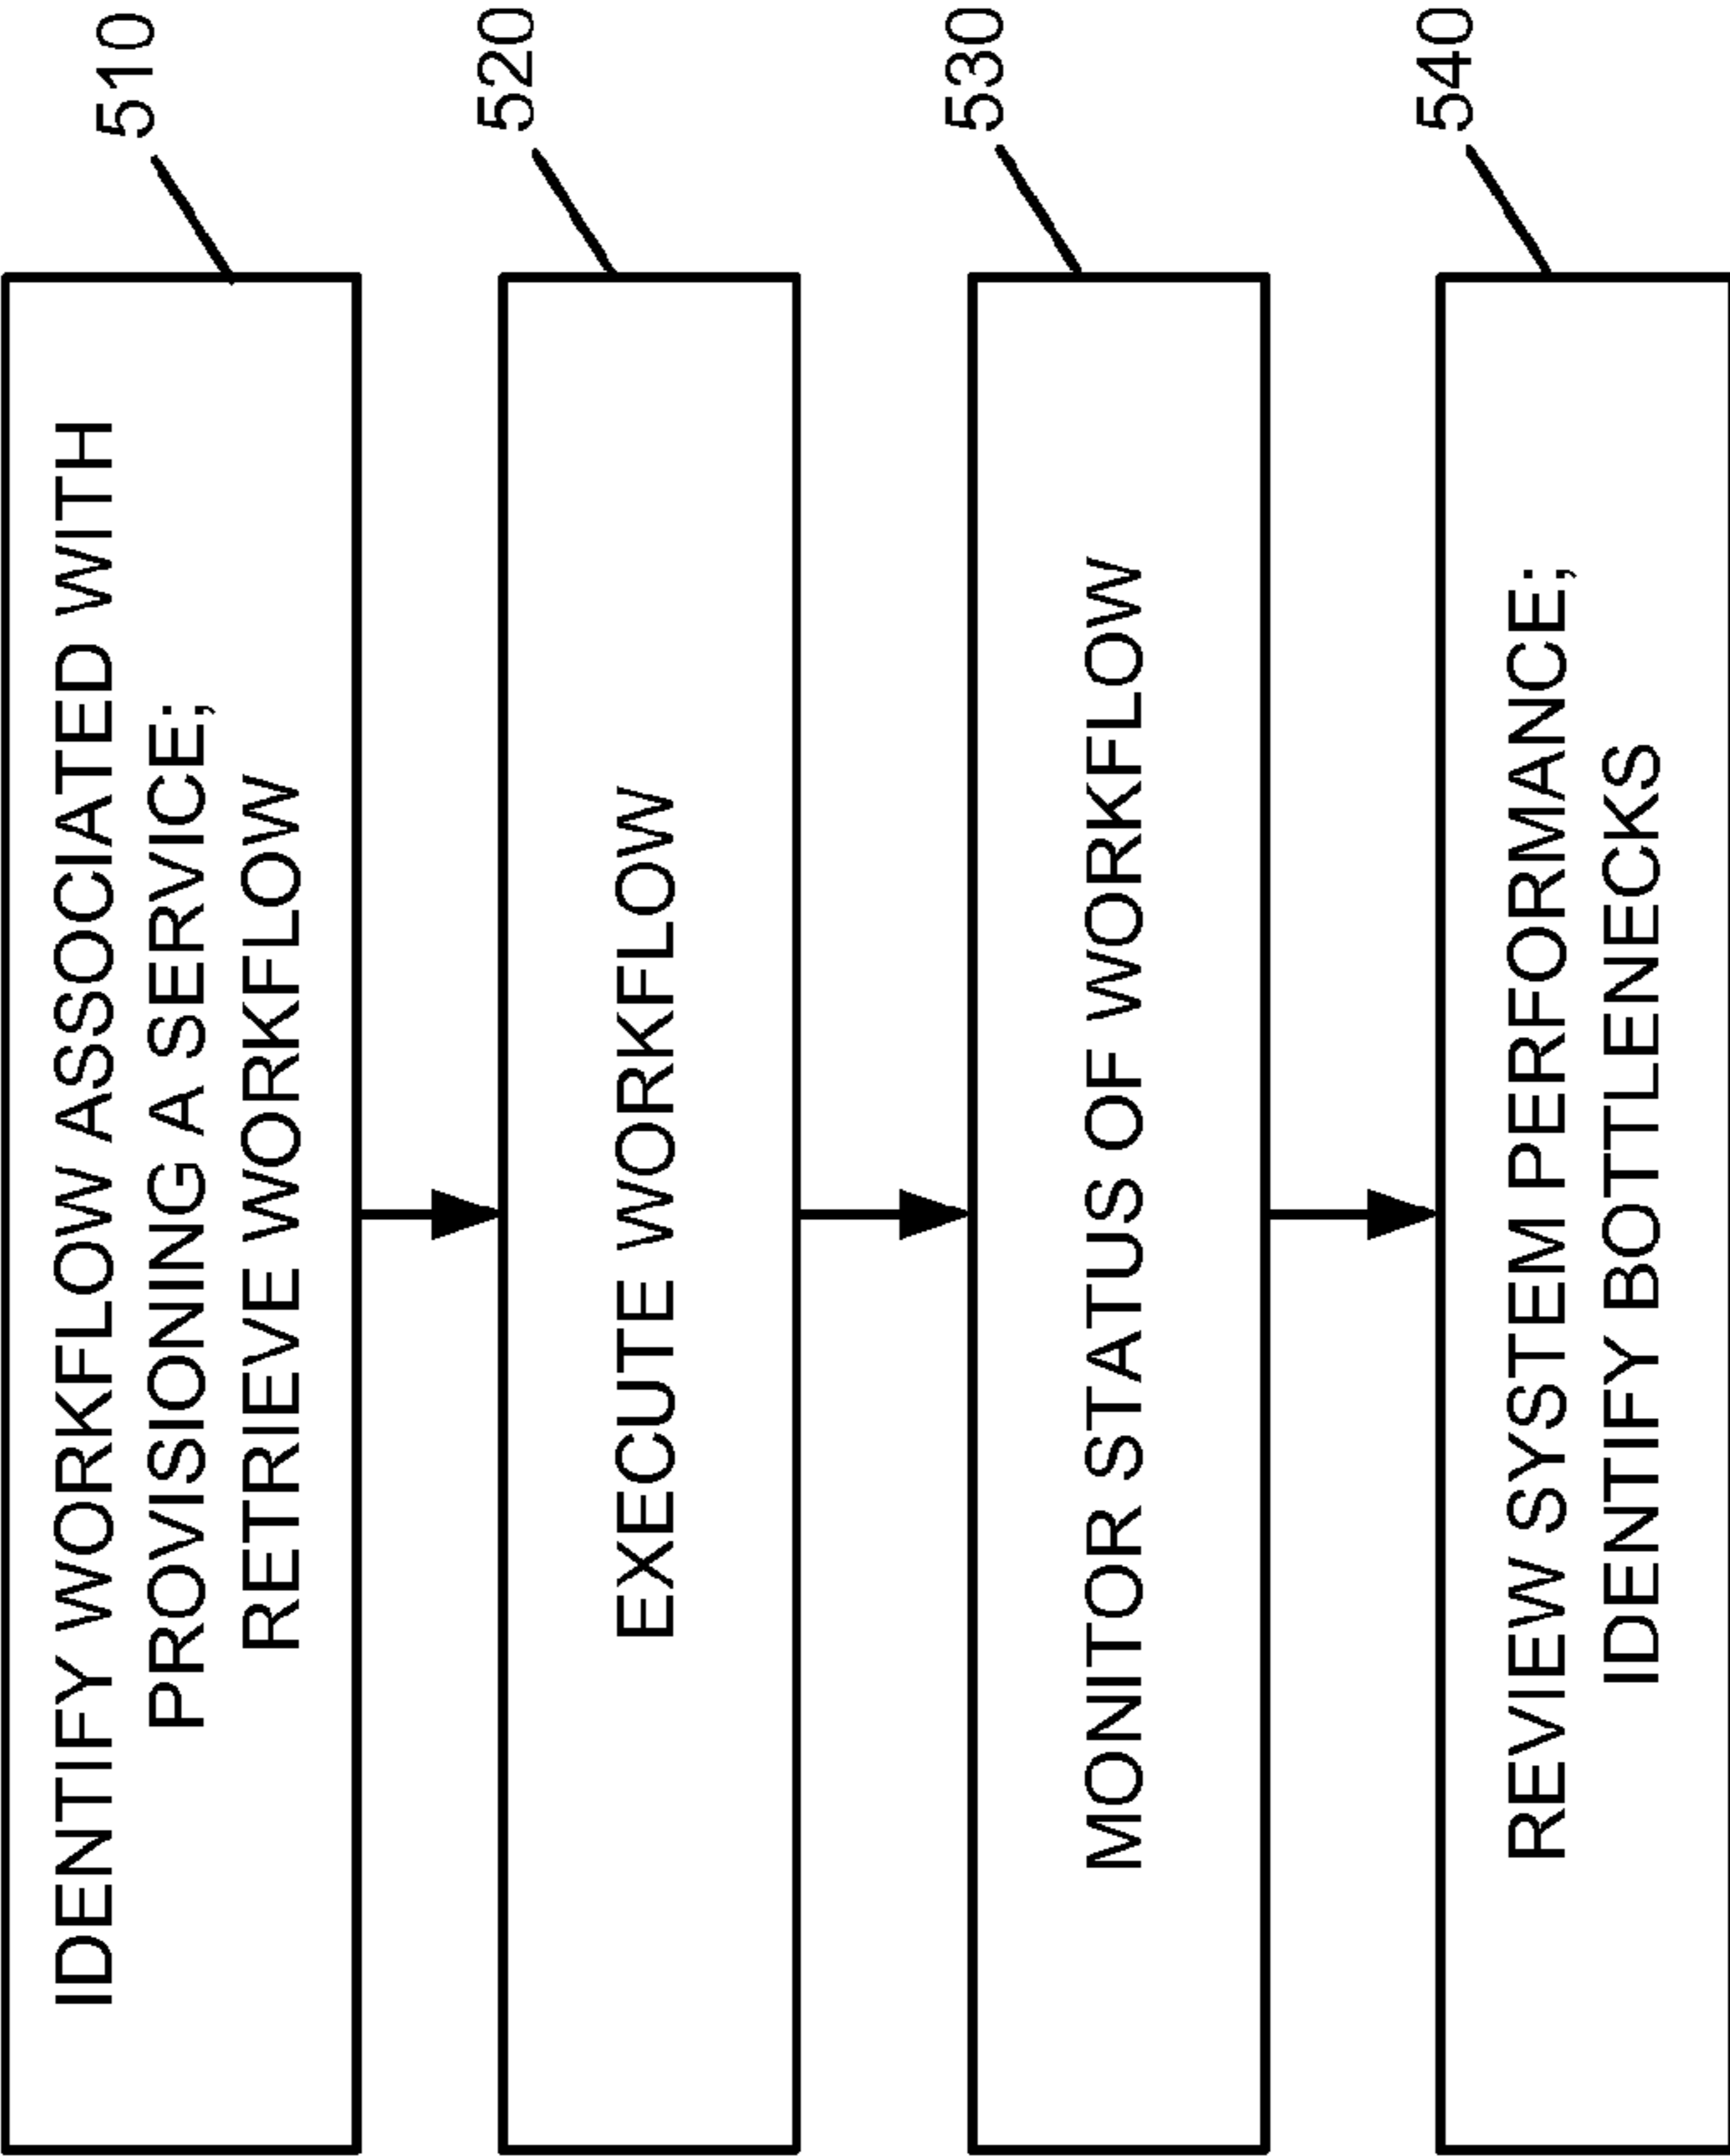 IDENTIFY WORKFLOW ASSOCIATED WITH
PROVISIONING A SERVICE;
RETRIEVE WORKFLOW
510
EXECUTE WORKFLOW
520
MONITOR STATUS OF WORKFLOW
530
REVIEW SYSTEM PERFORMANCE;
IDENTIFY BOTTLENECKS
540